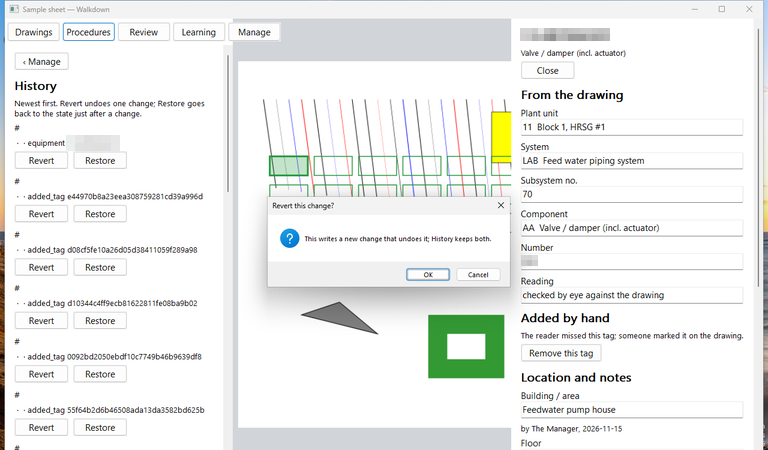 Sample sheet — Walkdown
Drawings
Procedures
Review
Learning
Manage
‹ Manage
History
Newest first. Revert undoes one change; Restore goes
back to the state just after a change.
#
· · equipment
Revert
Restore
#
· · added_tag e44970b8a23eea308759281cd39a996d
Revert
Restore
#
· · added_tag d08cf5fe10a26d05d38411059f289a98
Revert
Restore
#
· · added_tag d10344c4ff9ecb81622811fe08ba9b02
Revert
Restore
#
· · added_tag 0092bd2050ebdf10c7749b46b9639df8
Revert
Restore
#
· · added_tag 55f64b2d6b46508ada13da3582bd625b
Revert
Restore
#
Revert this change?
This writes a new change that undoes it; History keeps both.
OK
Cancel
Valve / damper (incl. actuator)
Close
From the drawing
Plant unit
11 Block 1, HRSG #1
System
LAB Feed water piping system
Subsystem no.
70
Component
AA Valve / damper (incl. actuator)
Number
Reading
checked by eye against the drawing
Added by hand
The reader missed this tag; someone marked it on the drawing.
Remove this tag
Location and notes
Building / area
Feedwater pump house
by The Manager, 2026-11-15
Floor